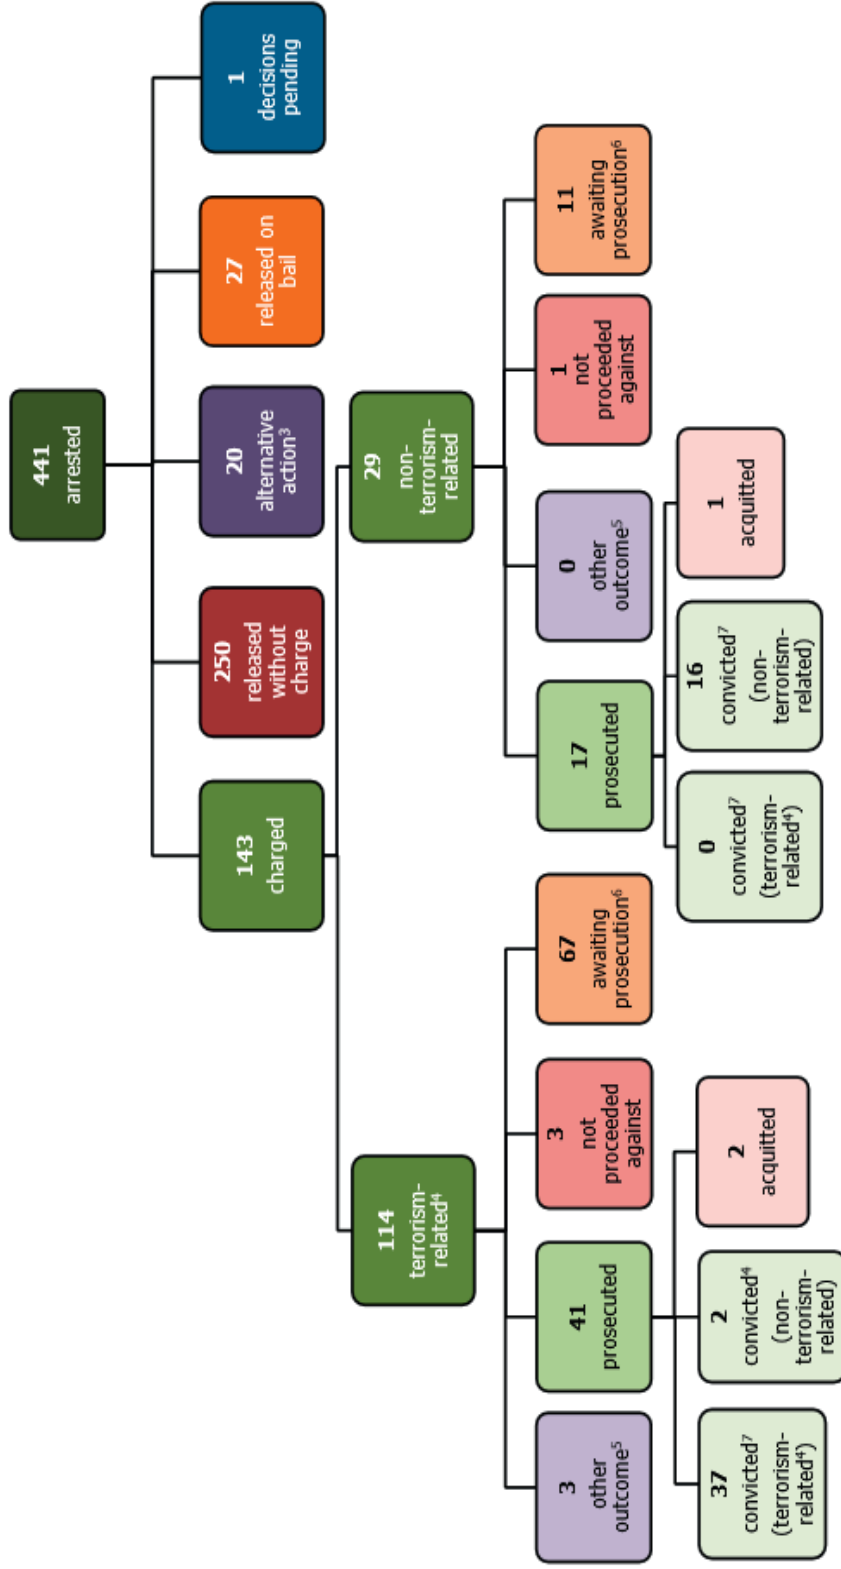 441
arrested
143
charged
250
released
without
charge
20
alternative
action³
27
released on
bail
1
decisions
pending
114
terrorism-
related⁴
29
non-
terrorism-
related
3
other
outcome⁵
41
prosecuted
3
not
proceeded
against
67
awaiting
prosecution⁶
17
prosecuted
0
other
outcome⁵
1
not
proceeded
against
11
awaiting
prosecution⁶
37
convicted⁷
(terrorism-
related⁴)
2
convicted⁴
(non-
terrorism-
related)
2
acquitted
0
convicted⁷
(terrorism-
related⁴)
16
convicted⁷
(non-
terrorism-
related)
1
acquitted